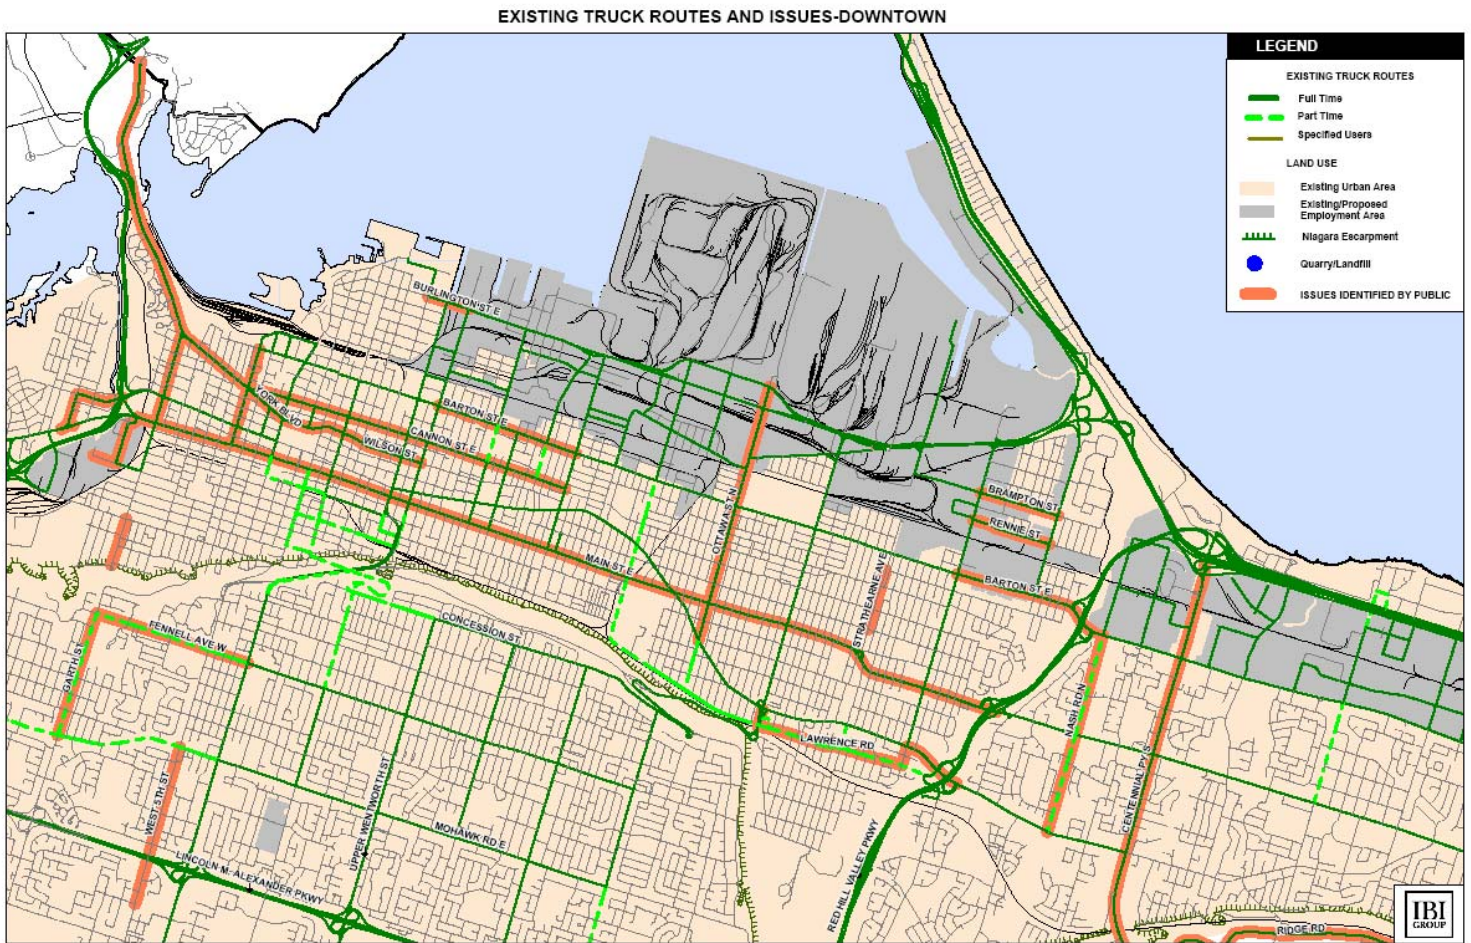 EXISTING TRUCK ROUTES AND ISSUES-DOWNTOWN
LEGEND
EXISTING TRUCK ROUTES
Full Time
Part Time
Specified Users
LAND USE
Existing Urban Area
Existing/Proposed
Employment Area
Niagara Escarpment
Quarry/Landfill
ISSUES IDENTIFIED BY PUBLIC
BURLINGTON ST E
YORK BLVD
BARTON ST E
CANNON ST E
WILSON ST
BRAMPTON ST
RENNIE ST
OTTAWA ST N
MAIN ST E
STRATHEARNE AVE
BARTON ST E
CONCESSION ST
FENNELL AVE W
GARTH ST
NASH RD N
LAWRENCE RD
CENTENNIAL PY S
WEST 5TH ST
UPPER WENTWORTH ST
MOHAWK RD E
LINCOLN M. ALEXANDER PKWY
RED HILL VALLEY PKWY
RIDGE RD
IBI
GROUP